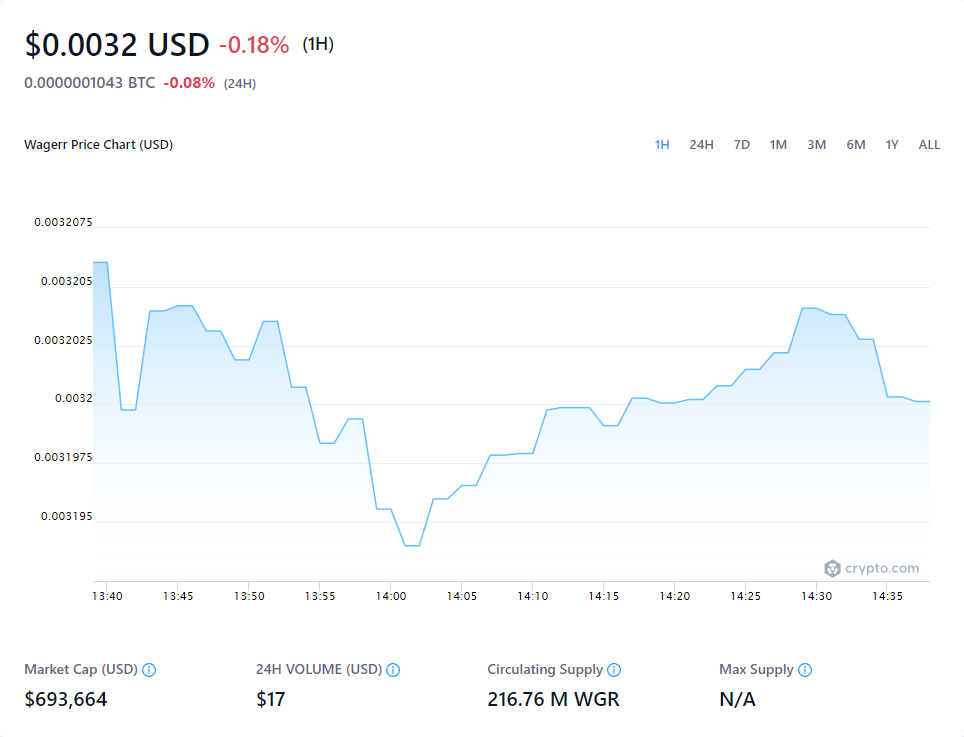 $0.0032 USD -0.18% (1H)
0.0000001043 BTC -0.08% (24H)
Wagerr Price Chart (USD) 1H 24H 7D 1M 3M 6M 1Y ALL
0.0032075
0.003205
0.0032025
0.0032
0.0031975
0.003195
crypto.com
13:40 13:45 13:50 13:55 14:00 14:05 14:10 14:15 14:20 14:25 14:30 14:35
Market Cap (USD) 24H VOLUME (USD) Circulating Supply Max Supply
$693,664 $17 216.76 M WGR N/A